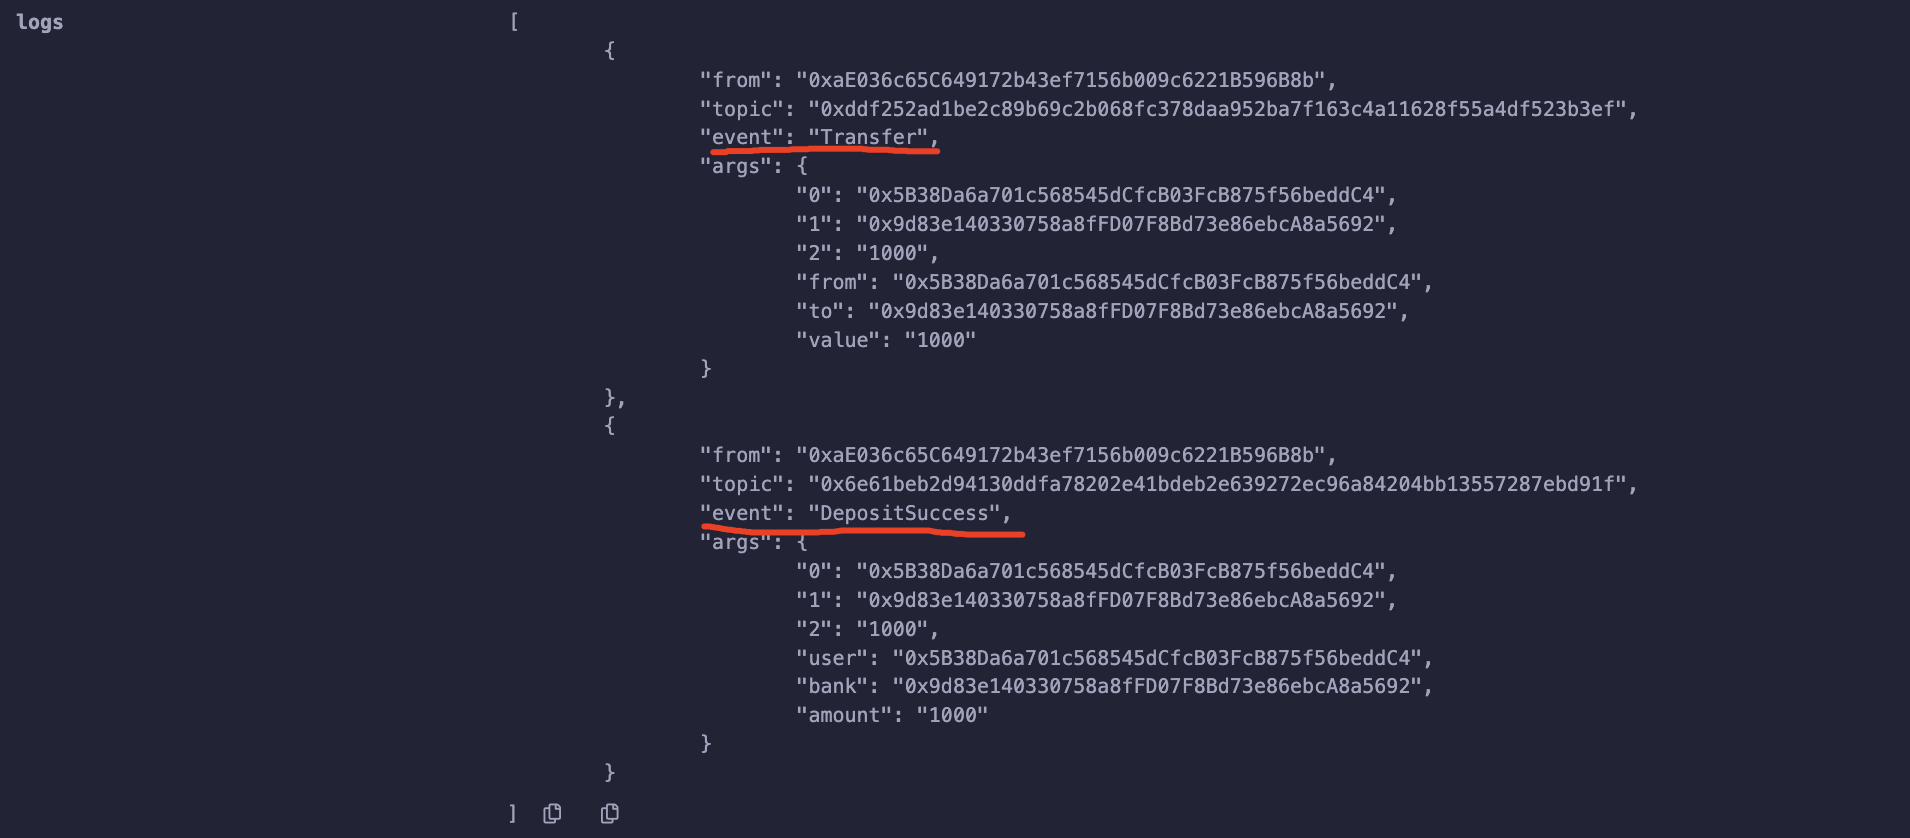 logs [
{
"from": "0xaE036c65C649172b43ef7156b009c6221B596B8b",
"topic": "0xddf252ad1be2c89b69c2b068fc378daa952ba7f163c4a11628f55a4df523b3ef",
"event": "Transfer",
"args": {
"0": "0x5B38Da6a701c568545dCfcB03FcB875f56beddC4",
"1": "0x9d83e140330758a8fFD07F8Bd73e86ebcA8a5692",
"2": "1000",
"from": "0x5B38Da6a701c568545dCfcB03FcB875f56beddC4",
"to": "0x9d83e140330758a8fFD07F8Bd73e86ebcA8a5692",
"value": "1000"
}
},
{
"from": "0xaE036c65C649172b43ef7156b009c6221B596B8b",
"topic": "0x6e61beb2d94130ddfa78202e41bdeb2e639272ec96a84204bb13557287ebd91f",
"event": "DepositSuccess",
"args": {
"0": "0x5B38Da6a701c568545dCfcB03FcB875f56beddC4",
"1": "0x9d83e140330758a8fFD07F8Bd73e86ebcA8a5692",
"2": "1000",
"user": "0x5B38Da6a701c568545dCfcB03FcB875f56beddC4",
"bank": "0x9d83e140330758a8fFD07F8Bd73e86ebcA8a5692",
"amount": "1000"
}
}
]